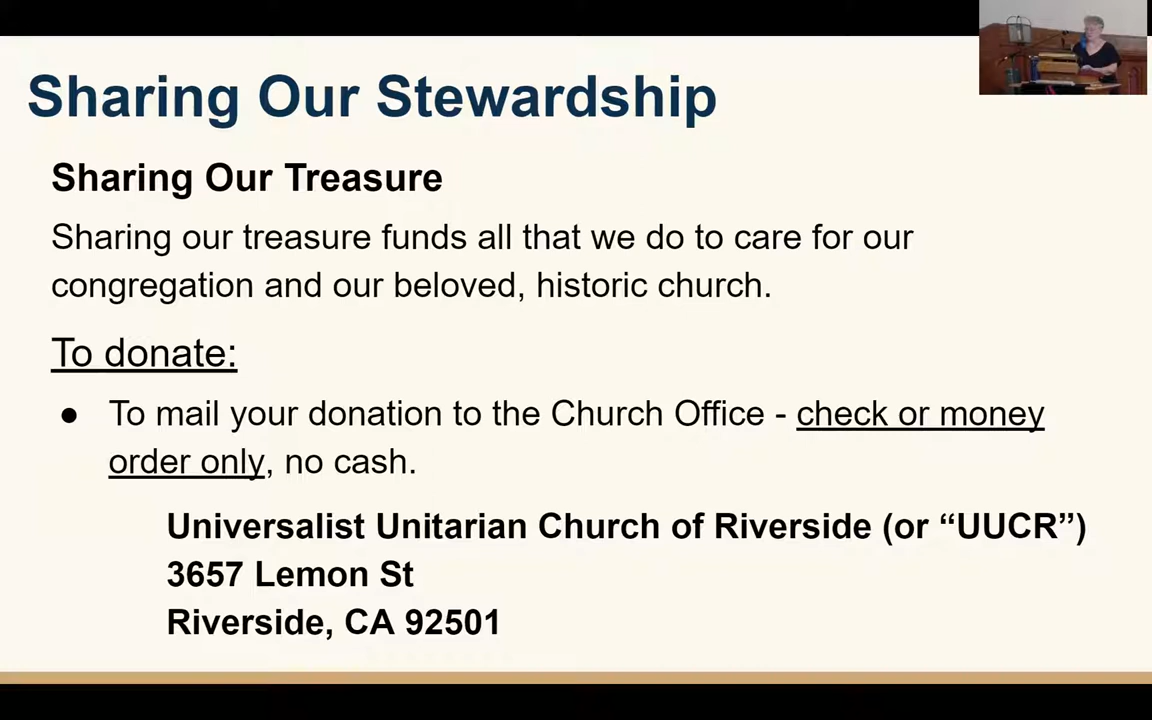 Sharing Our Stewardship
Sharing Our Treasure
Sharing our treasure funds all that we do to care for our
congregation and our beloved, historic church.
To donate:
● To mail your donation to the Church Office - check or money
order only, no cash.
Universalist Unitarian Church of Riverside (or “UUCR”)
3657 Lemon St
Riverside, CA 92501